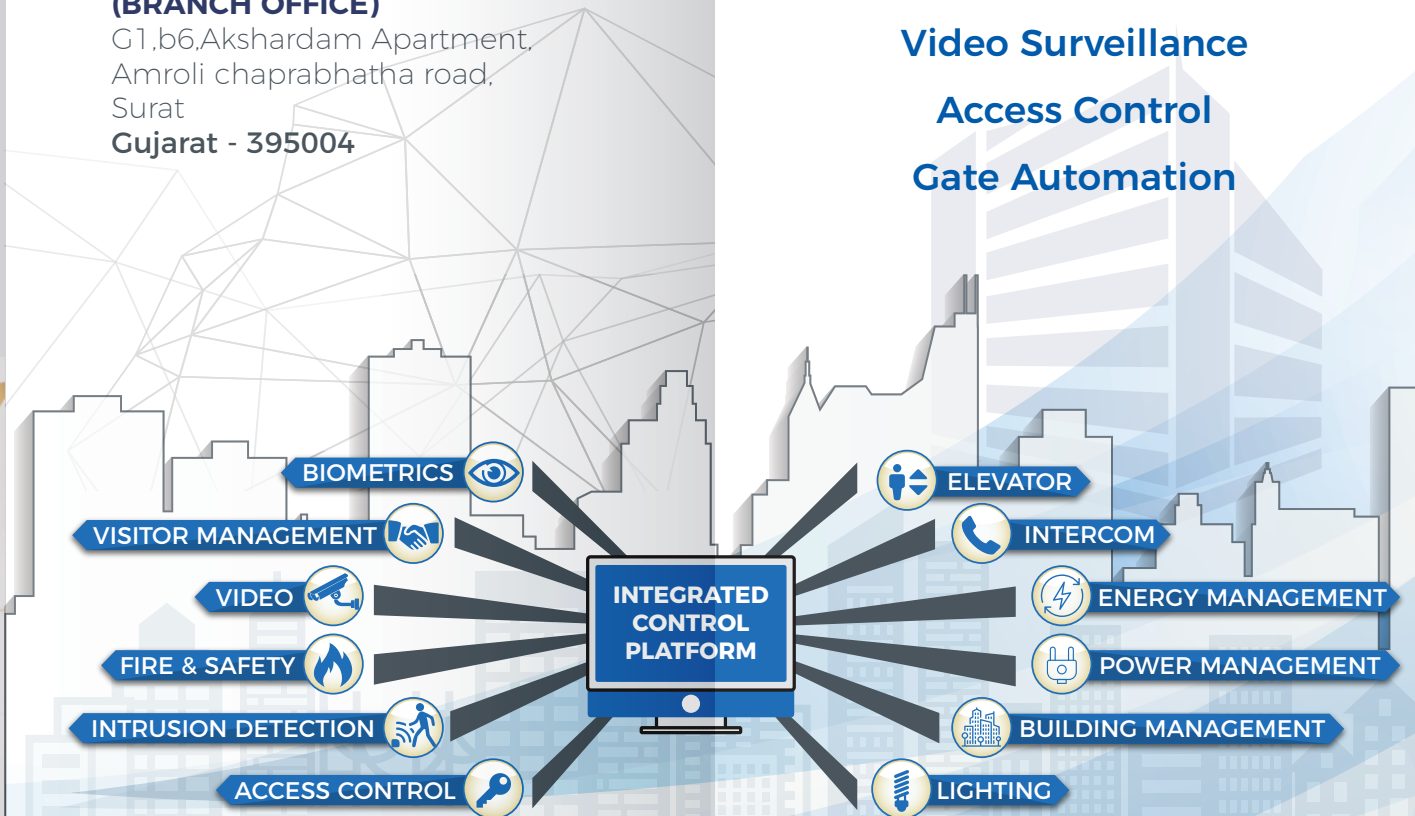 (BRANCH OFFICE)
G1,b6,Akshardam Apartment,
Amroli chaprabhatha road,
Surat
Gujarat - 395004
Video Surveillance
Access Control
Gate Automation
BIOMETRICS
VISITOR MANAGEMENT
VIDEO
FIRE & SAFETY
INTRUSION DETECTION
ACCESS CONTROL
INTEGRATED
CONTROL
PLATFORM
ELEVATOR
INTERCOM
ENERGY MANAGEMENT
POWER MANAGEMENT
BUILDING MANAGEMENT
LIGHTING